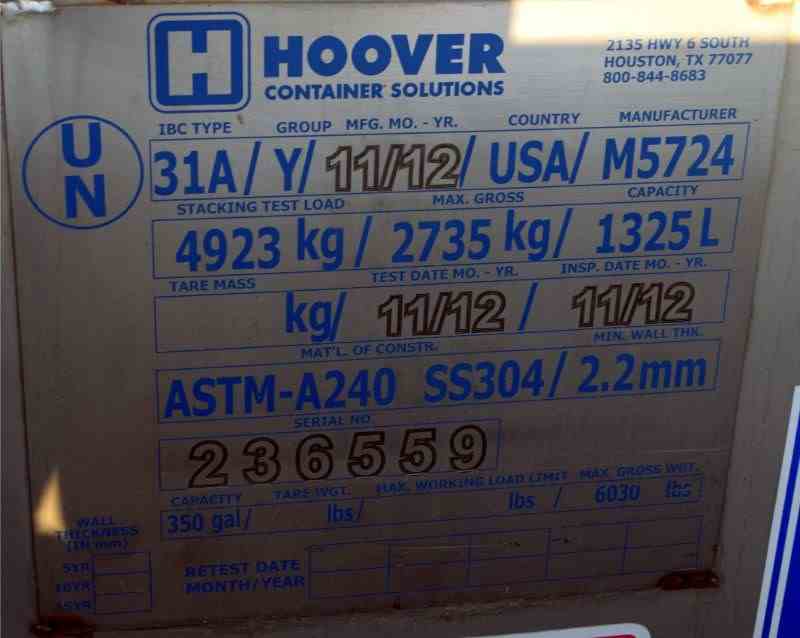 H HOOVER
CONTAINER SOLUTIONS
2135 HWY 6 SOUTH
HOUSTON, TX 77077
800-844-8683
UN
IBC TYPE GROUP MFG. MO. - YR. COUNTRY MANUFACTURER
31A/ Y/ 11/12/ USA/ M5724
STACKING TEST LOAD MAX. GROSS CAPACITY
4923 kg/ 2735 kg/ 1325 L
TARE MASS TEST DATE MO. - YR. INSP. DATE MO. - YR.
kg/ 11/12 / 11/12
MAT'L. OF CONSTR. MIN. WALL THK.
ASTM-A240 SS304/ 2.2mm
SERIAL NO.
236559
CAPACITY TARE WGT. MAX. WORKING LOAD LIMIT MAX. GROSS WGT.
350 gal/ lbs/ lbs / 6030 lbs
WALL
THICKNESS
(IN mm)
5YR
10YR
15YR
RETEST DATE
MONTH/YEAR